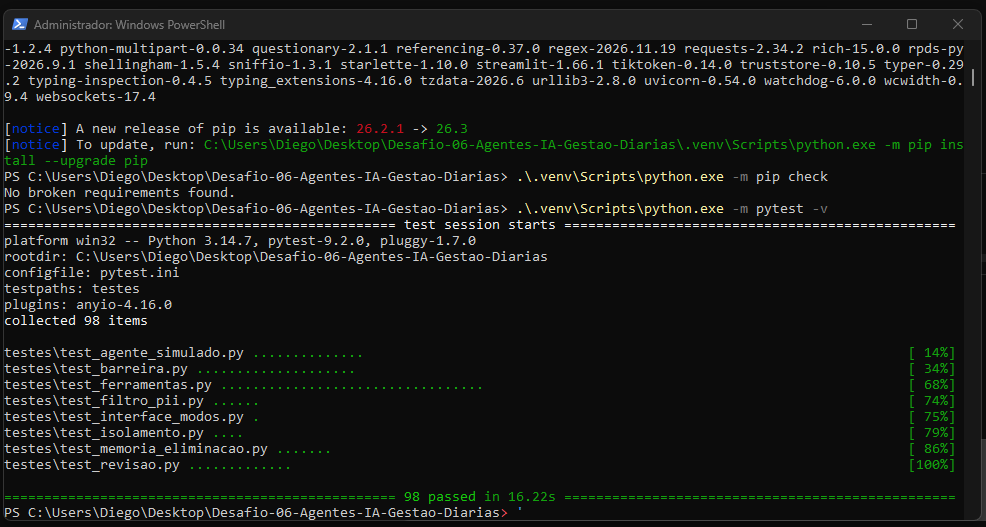 Administrador: Windows PowerShell
-1.2.4 python-multipart-0.0.34 questionary-2.1.1 referencing-0.37.0 regex-2026.11.19 requests-2.34.2 rich-15.0.0 rpds-py
-2026.9.1 shellingham-1.5.4 sniffio-1.3.1 starlette-1.10.0 streamlit-1.66.1 tiktoken-0.14.0 truststore-0.10.5 typer-0.29
.2 typing-inspection-0.4.5 typing_extensions-4.16.0 tzdata-2026.6 urllib3-2.8.0 uvicorn-0.54.0 watchdog-6.0.0 wcwidth-0.
9.4 websockets-17.4
[notice] A new release of pip is available: 26.2.1 -> 26.3
[notice] To update, run: C:\Users\Diego\Desktop\Desafio-06-Agentes-IA-Gestao-Diarias\.venv\Scripts\python.exe -m pip ins
tall --upgrade pip
PS C:\Users\Diego\Desktop\Desafio-06-Agentes-IA-Gestao-Diarias> .\.venv\Scripts\python.exe -m pip check
No broken requirements found.
PS C:\Users\Diego\Desktop\Desafio-06-Agentes-IA-Gestao-Diarias> .\.venv\Scripts\python.exe -m pytest -v
================================================= test session starts =================================================
platform win32 -- Python 3.14.7, pytest-9.2.0, pluggy-1.7.0
rootdir: C:\Users\Diego\Desktop\Desafio-06-Agentes-IA-Gestao-Diarias
configfile: pytest.ini
testpaths: testes
plugins: anyio-4.16.0
collected 98 items
testes\test_agente_simulado.py .............. [ 14%]
testes\test_barreira.py .................... [ 34%]
testes\test_ferramentas.py ................................. [ 68%]
testes\test_filtro_pii.py ...... [ 74%]
testes\test_interface_modos.py . [ 75%]
testes\test_isolamento.py .... [ 79%]
testes\test_memoria_eliminacao.py ....... [ 86%]
testes\test_revisao.py ............. [100%]
================================================= 98 passed in 16.22s =================================================
PS C:\Users\Diego\Desktop\Desafio-06-Agentes-IA-Gestao-Diarias> '